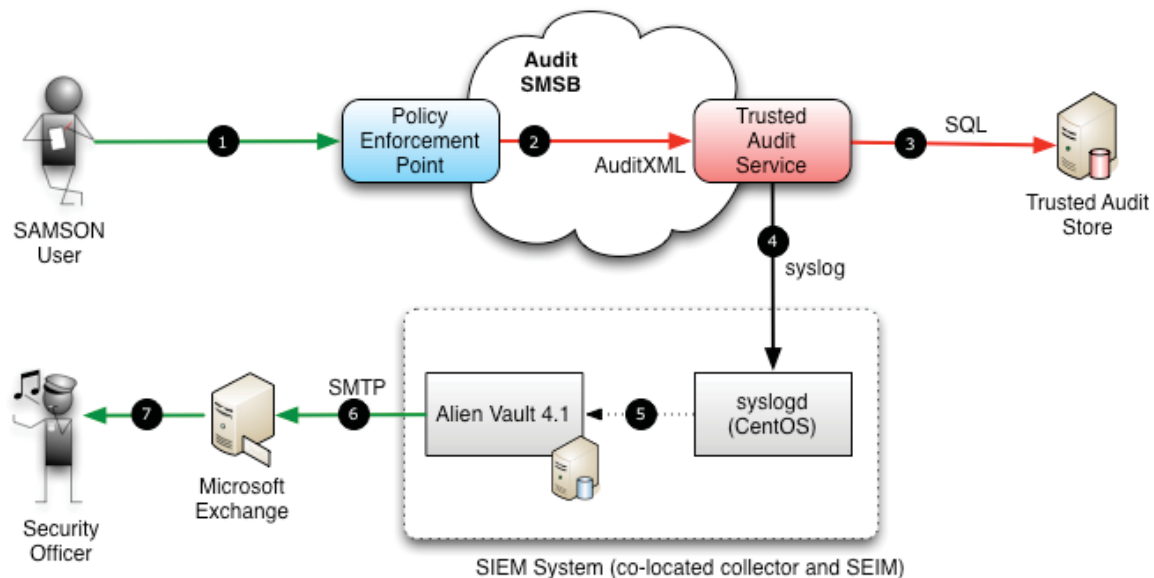 Audit
SMSB
SAMSON
User
1
Policy
Enforcement
Point
2
AuditXML
Trusted
Audit
Service
3
SQL
Trusted Audit
Store
4
syslog
syslogd
(CentOS)
5
Alien Vault 4.1
SMTP
6
Microsoft
Exchange
7
Security
Officer
SIEM System (co-located collector and SEIM)